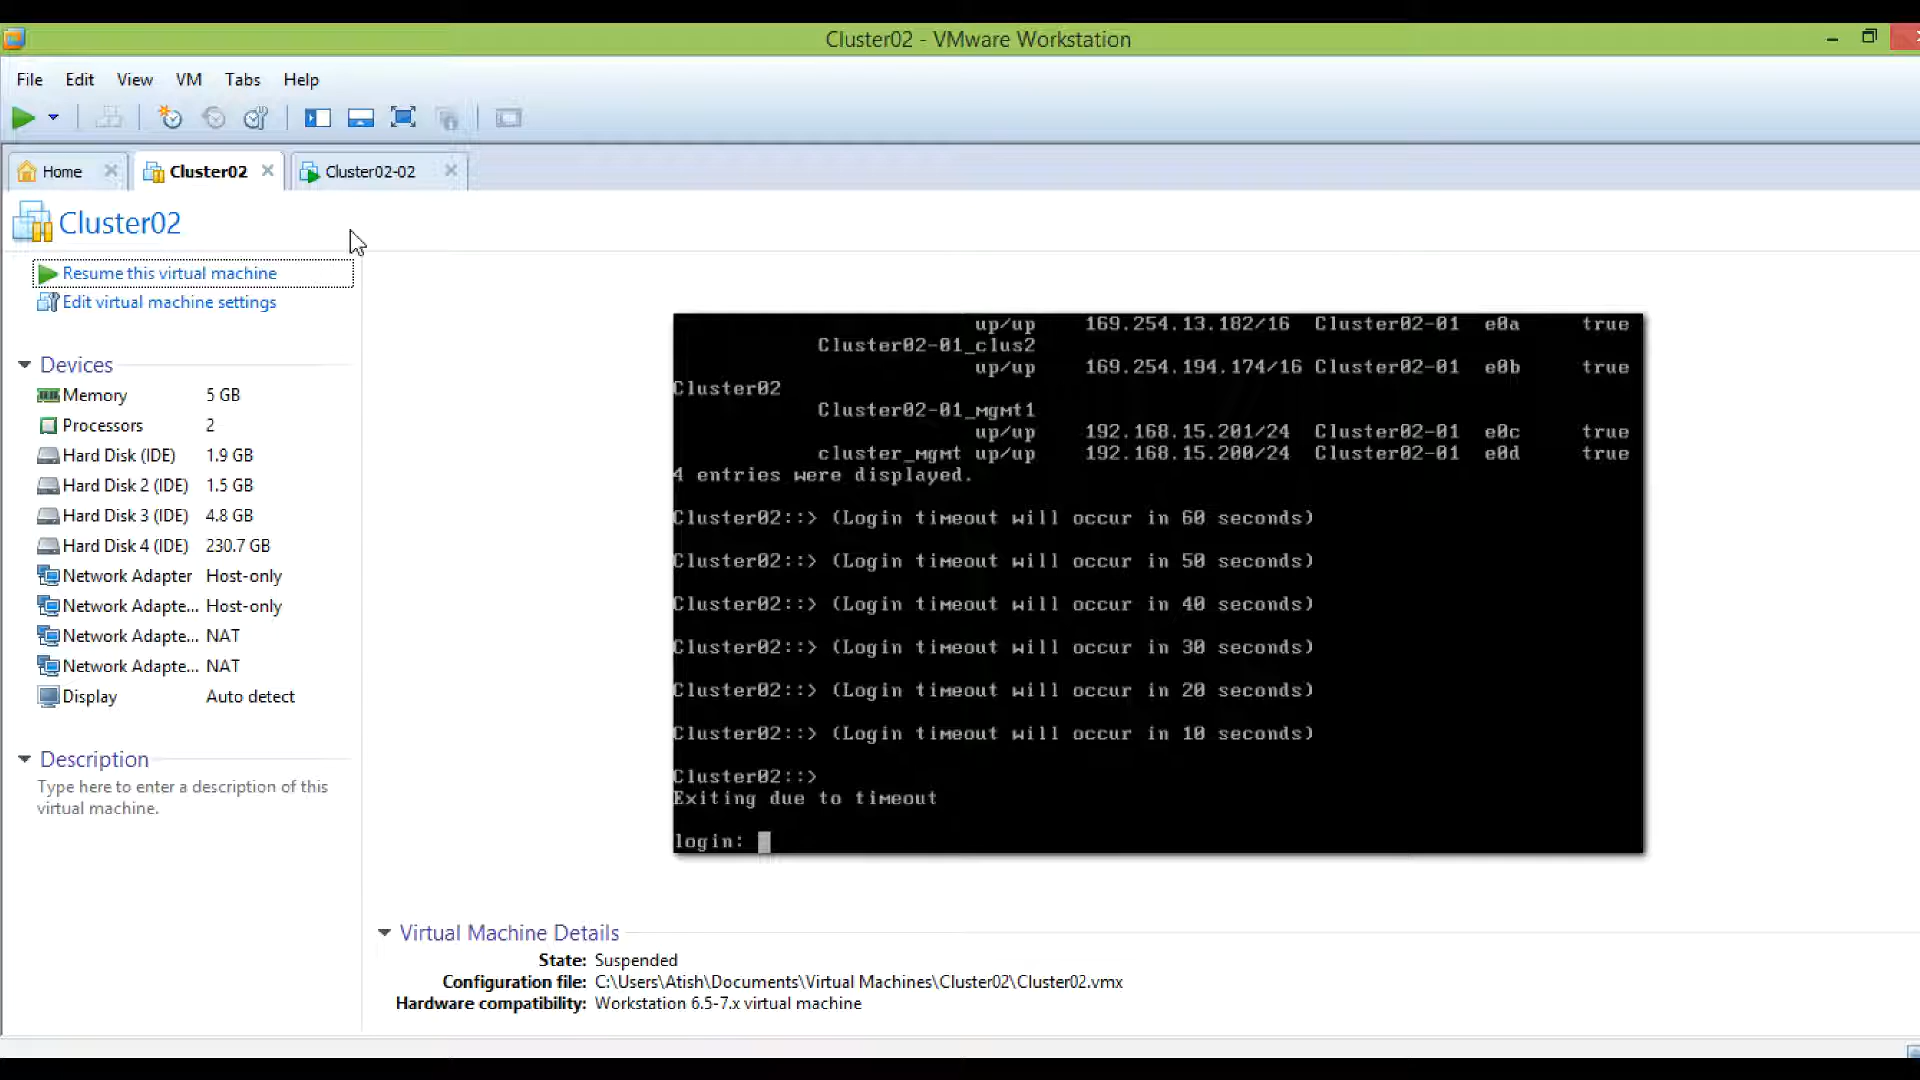 Cluster02 - VMware Workstation
File Edit View VM Tabs Help
Home Cluster02 Cluster02-02
Cluster02
Resume this virtual machine
Edit virtual machine settings
Devices
Memory 5 GB
Processors 2
Hard Disk (IDE) 1.9 GB
Hard Disk 2 (IDE) 1.5 GB
Hard Disk 3 (IDE) 4.8 GB
Hard Disk 4 (IDE) 230.7 GB
Network Adapter Host-only
Network Adapte... Host-only
Network Adapte... NAT
Network Adapte... NAT
Display Auto detect
Description
Type here to enter a description of this
virtual machine.
up/up 169.254.13.182/16 Cluster02-01 e0a true
Cluster02-01_clus2
up/up 169.254.194.174/16 Cluster02-01 e0b true
Cluster02
Cluster02-01_mgmt1
up/up 192.168.15.201/24 Cluster02-01 e0c true
cluster_mgmt up/up 192.168.15.200/24 Cluster02-01 e0d true
4 entries were displayed.
Cluster02::> (Login timeout will occur in 60 seconds)
Cluster02::> (Login timeout will occur in 50 seconds)
Cluster02::> (Login timeout will occur in 40 seconds)
Cluster02::> (Login timeout will occur in 30 seconds)
Cluster02::> (Login timeout will occur in 20 seconds)
Cluster02::> (Login timeout will occur in 10 seconds)
Cluster02::>
Exiting due to timeout
login:
Virtual Machine Details
State: Suspended
Configuration file: C:\Users\Atish\Documents\Virtual Machines\Cluster02\Cluster02.vmx
Hardware compatibility: Workstation 6.5-7.x virtual machine